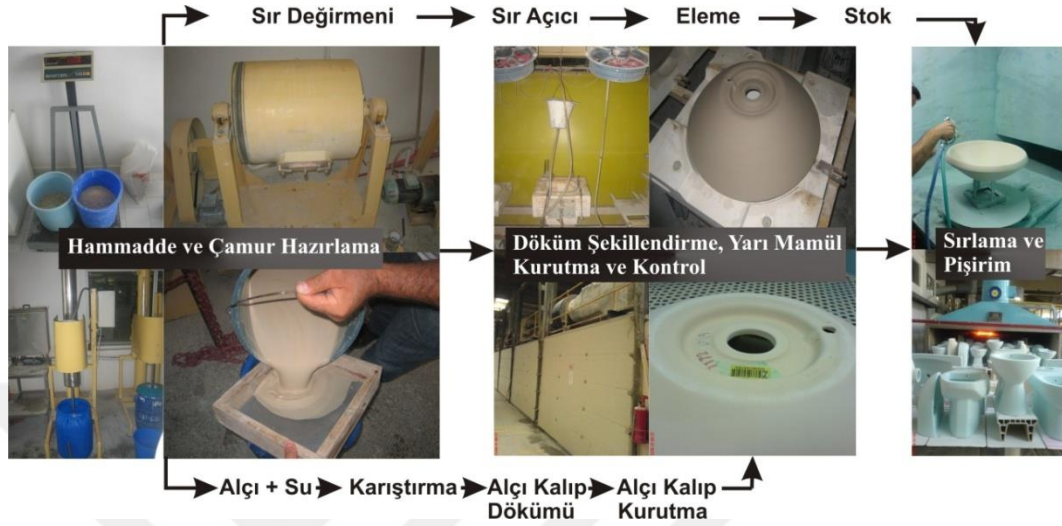 Sır Değirmeni
Sır Açıcı
Eleme
Stok
Hammadde ve Çamur Hazırlama
Döküm Şekillendirme, Yarı Mamül
Kurutma ve Kontrol
Sırlama ve
Pişirim
Alçı + Su
Karıştırma
Alçı Kalıp
Dökümü
Alçı Kalıp
Kurutma